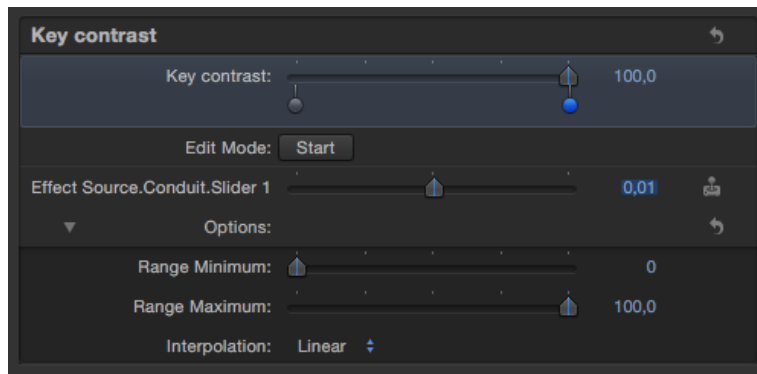 Key contrast
Key contrast: 100,0
Edit Mode: Start
Effect Source.Conduit.Slider 1 0,01
Options:
Range Minimum: 0
Range Maximum: 100,0
Interpolation: Linear